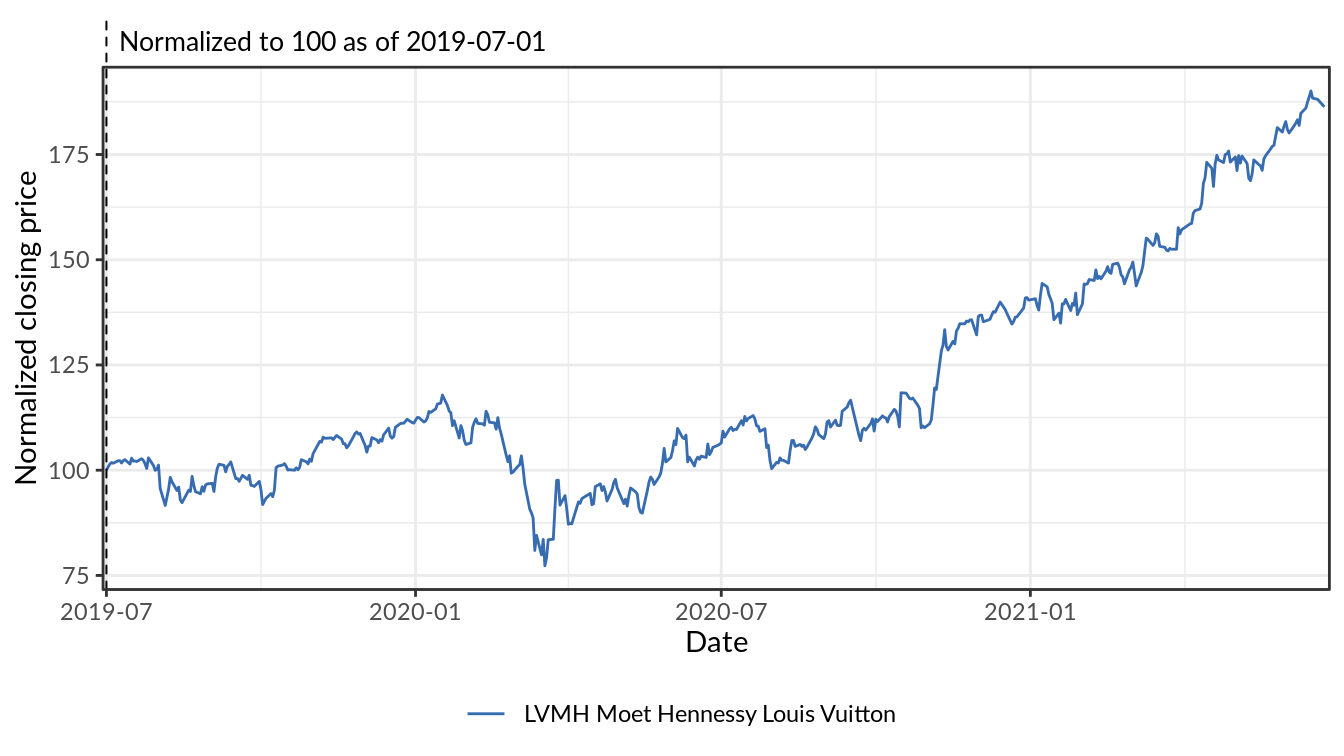 Normalized to 100 as of 2019-07-01
Normalized closing price
175
150
125
100
75
2019-07
2020-01
2020-07
2021-01
Date
LVMH Moet Hennessy Louis Vuitton